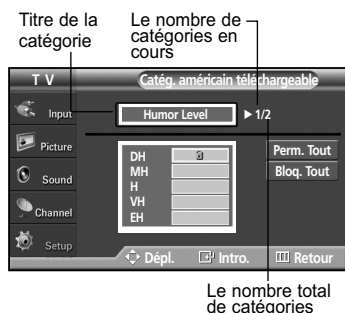 Titre de la
catégorie
Le nombre de
catégories en
cours
T V
Catég. américain téléchargeable
Input
Humor Level
▶ 1/2
Picture
DH
MH
H
VH
EH
Perm. Tout
Bloq. Tout
Sound
Channel
Setup
Dépl.
Intro.
Retour
Le nombre total
de catégories